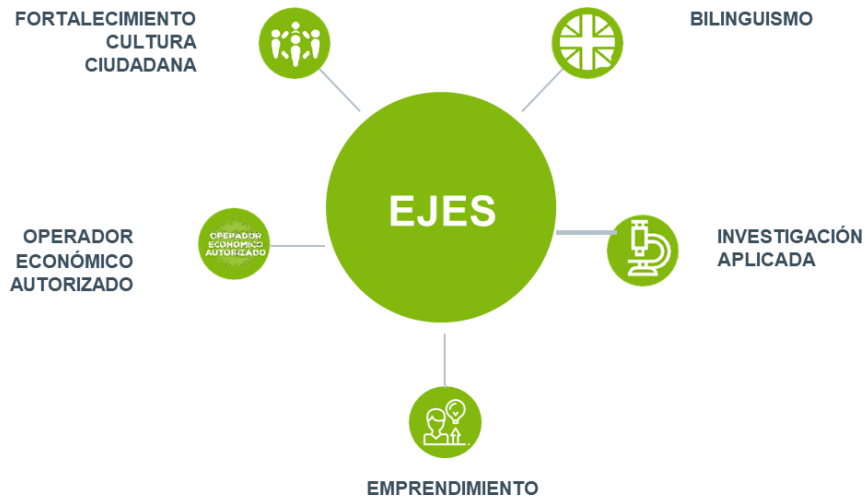 FORTALECIMIENTO
CULTURA
CIUDADANA
BILINGUISMO
EJES
OPERADOR
ECONÓMICO
AUTORIZADO
OPERADOR
ECONÓMICO
AUTORIZADO
INVESTIGACIÓN
APLICADA
EMPRENDIMIENTO